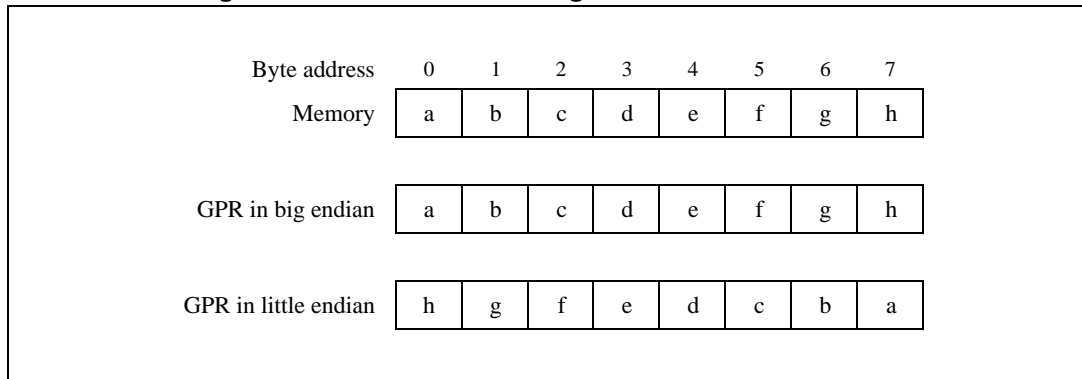 Byte address 0 1 2 3 4 5 6 7
Memory a b c d e f g h
GPR in big endian a b c d e f g h
GPR in little endian h g f e d c b a